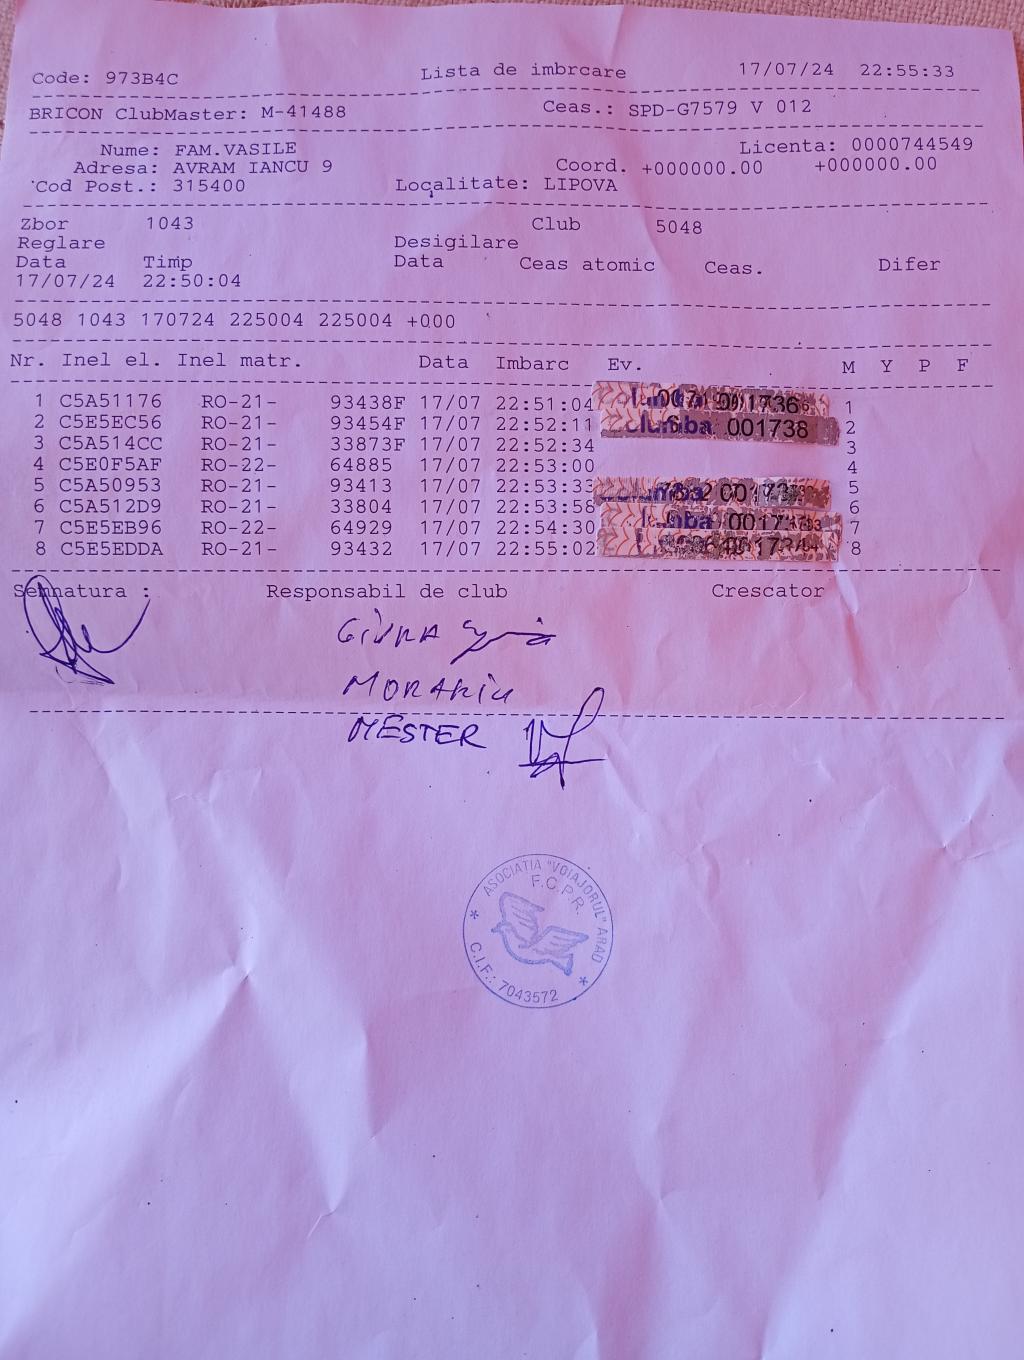 Code: 973B4C Lista de imbrcare 17/07/24 22:55:33
BRICON ClubMaster: M-41488 Ceas.: SPD-G7579 V 012
Nume: FAM.VASILE Licenta: 0000744549
Adresa: AVRAM IANCU 9 Coord. +000000.00 +000000.00
Cod Post.: 315400 Localitate: LIPOVA
Zbor 1043 Club 5048
Reglare Desigilare
Data Timp Data Ceas atomic Ceas. Difer
17/07/24 22:50:04
5048 1043 170724 225004 225004 +000
Nr. Inel el. Inel matr. Data Imbarc Ev. M Y P F
1 C5A51176 RO-21- 93438F 17/07 22:51:04 001736 1
2 C5E5EC56 RO-21- 93454F 17/07 22:52:11 001738 2
3 C5A514CC RO-21- 33873F 17/07 22:52:34 3
4 C5E0F5AF RO-22- 64885 17/07 22:53:00 4
5 C5A50953 RO-21- 93413 17/07 22:53:33 5
6 C5A512D9 RO-21- 33804 17/07 22:53:58 6
7 C5E5EB96 RO-22- 64929 17/07 22:54:30 7
8 C5E5EDDA RO-21- 93432 17/07 22:55:02 8
Semnatura : Responsabil de club Crescator
GIURA
MORARIU
MESTER
ASOCIATIA "VOIAJORUL" ARAD
F.C.P.R.
* C.I.F.: 7043572 *